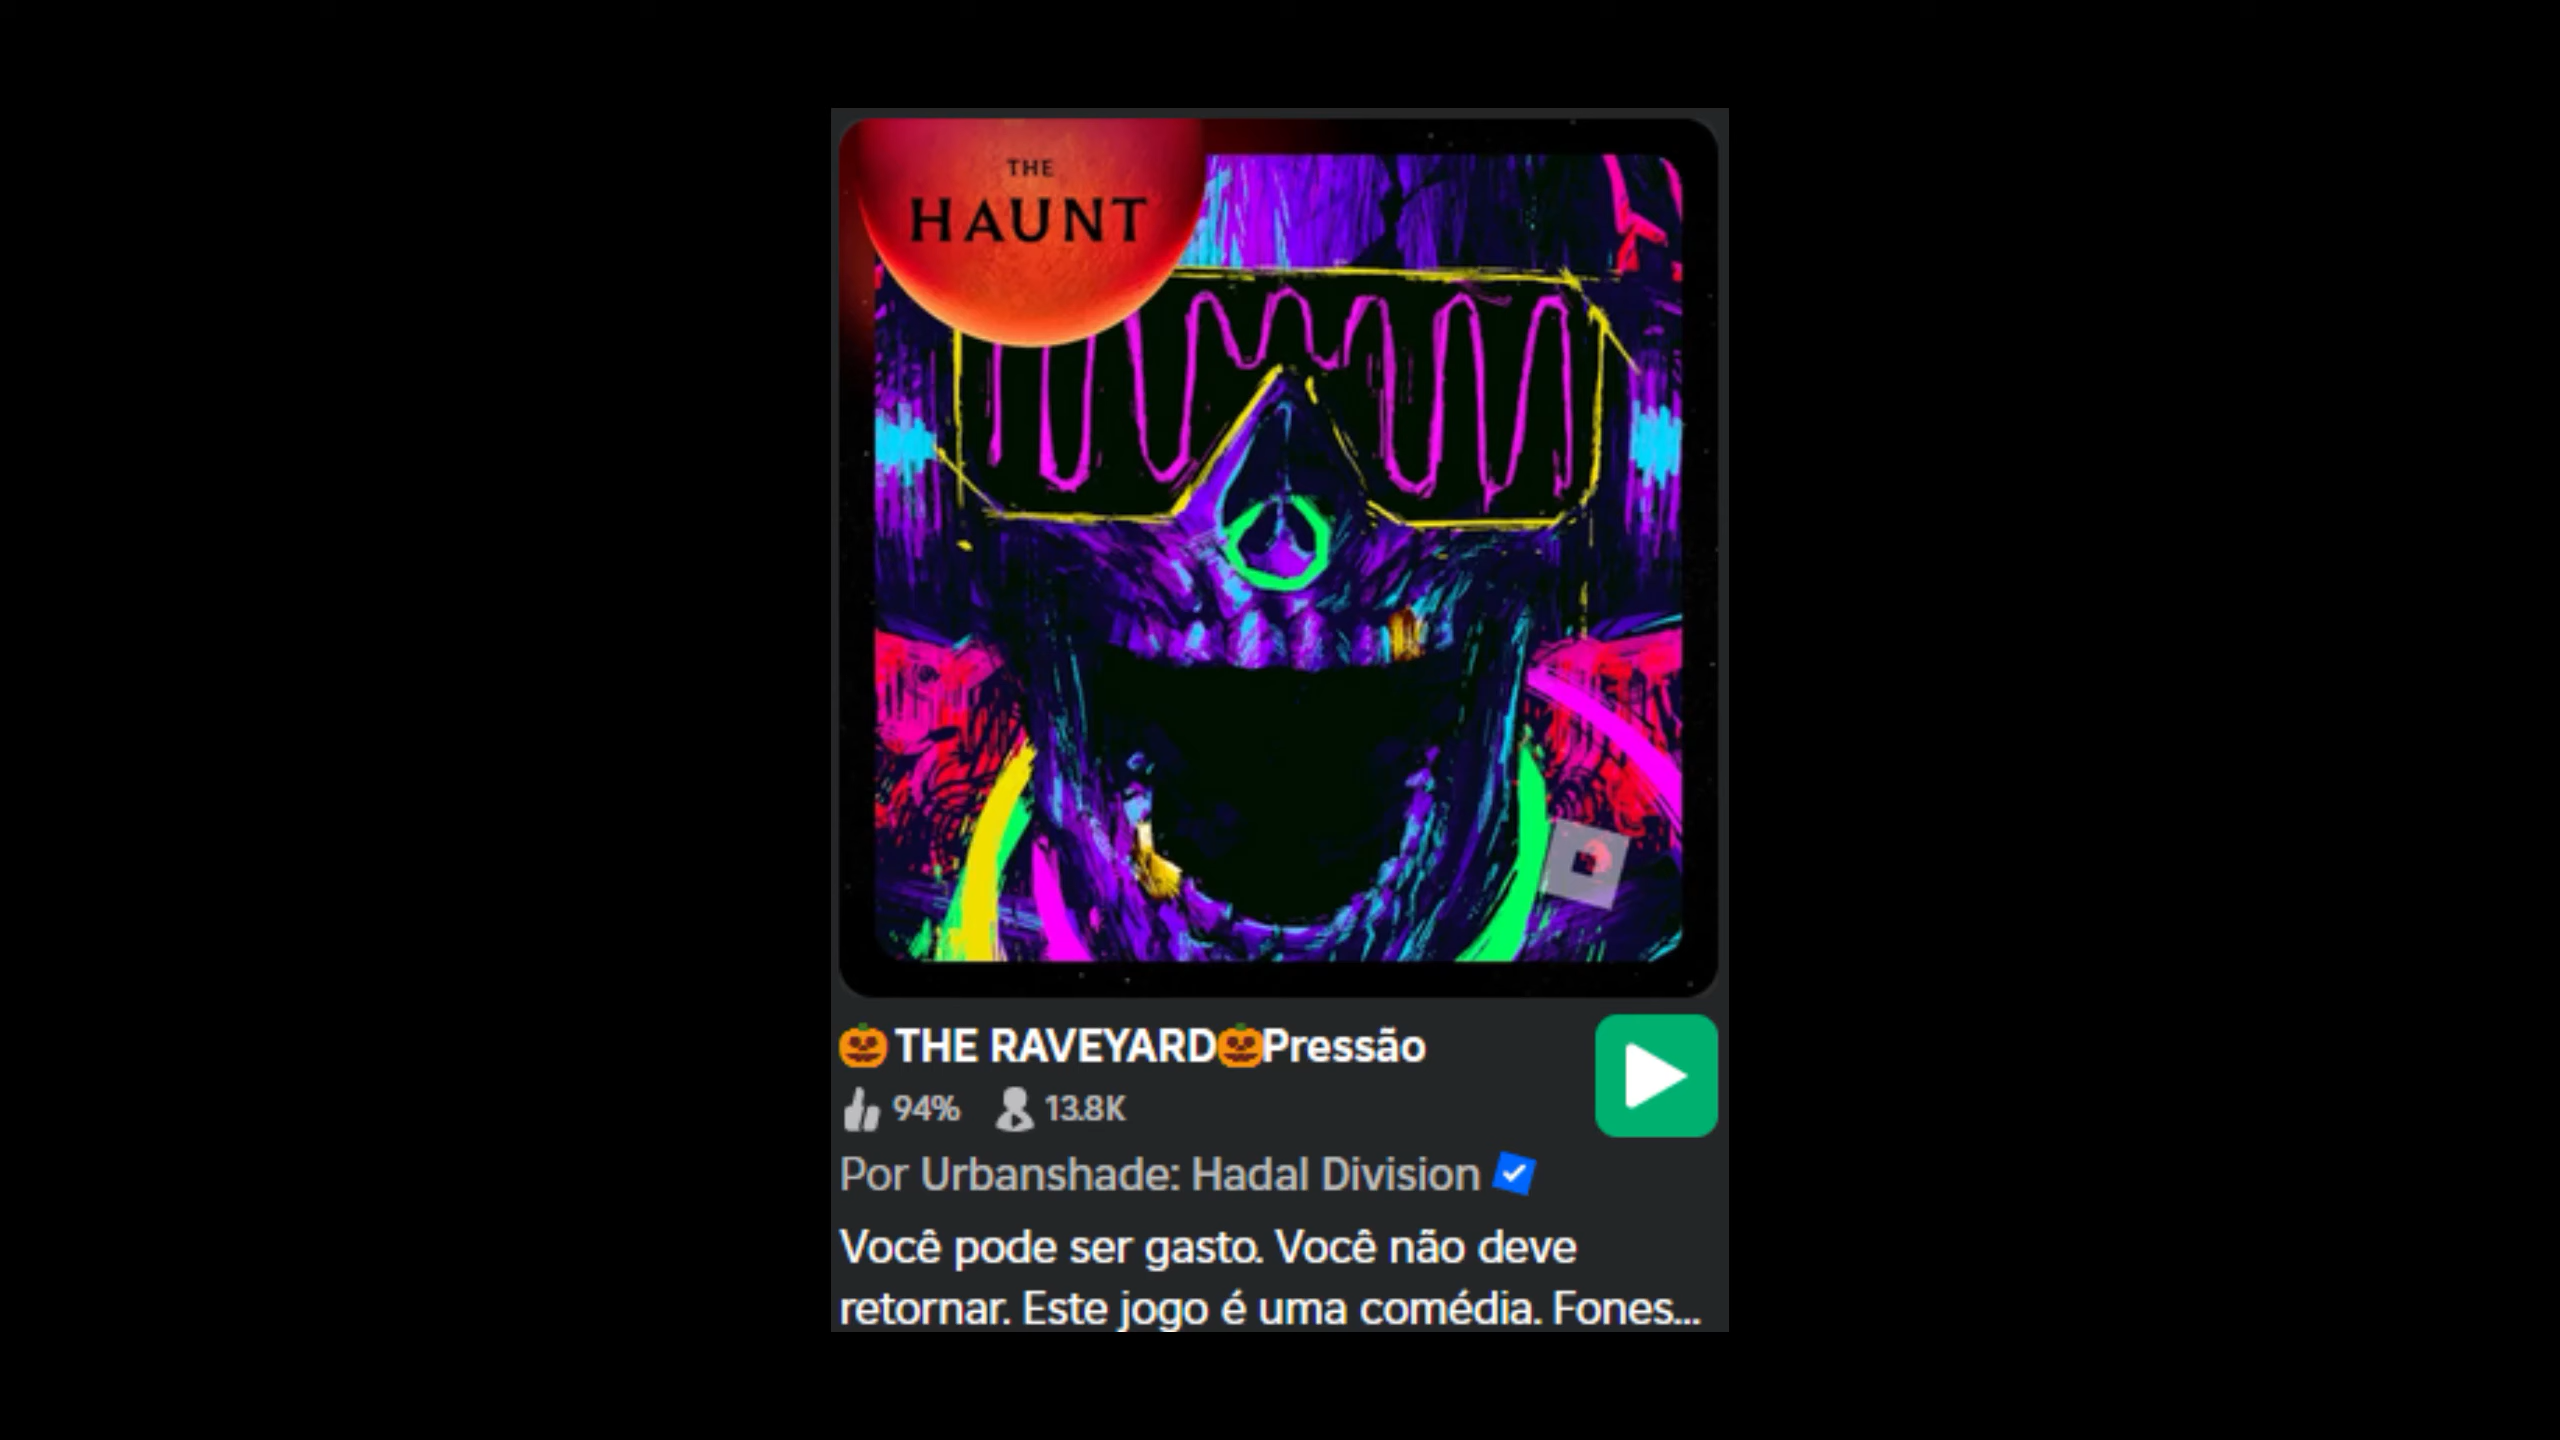 THE
HAUNT
🎃 THE RAVEYARD🎃Pressão
94% 13.8K
Por Urbanshade: Hadal Division
Você pode ser gasto. Você não deve
retornar. Este jogo é uma comédia. Fones...